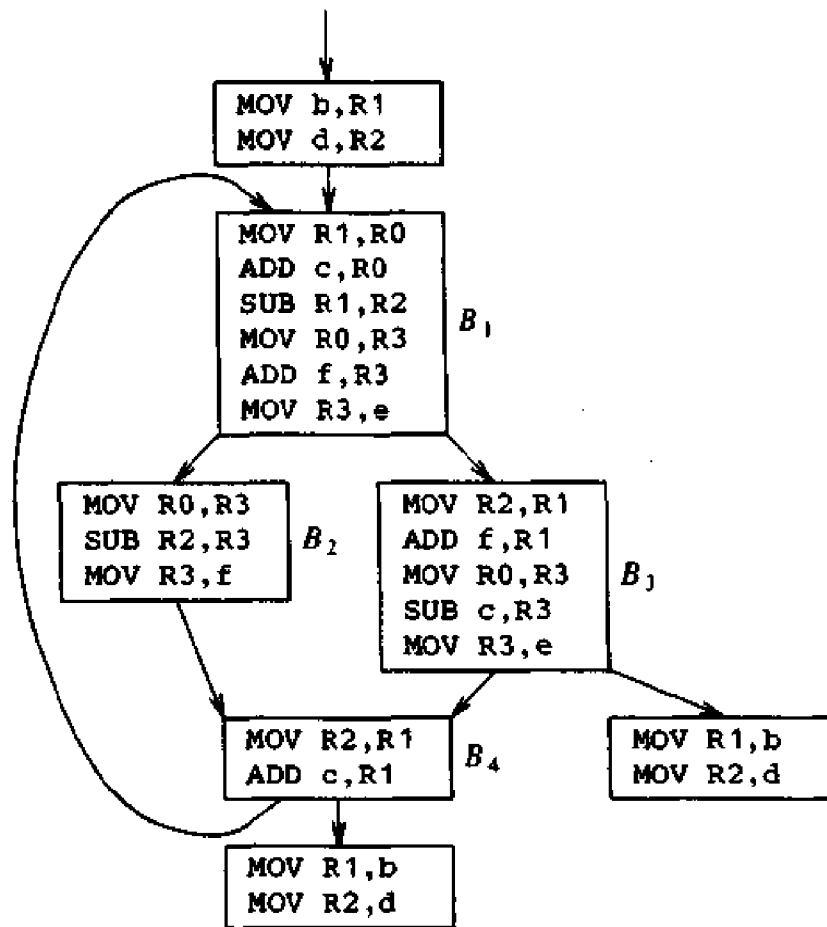 MOV b,R1
MOV d,R2
MOV R1,R0
ADD c,R0
SUB R1,R2
MOV R0,R3
ADD f,R3
MOV R3,e
B1
MOV R0,R3
SUB R2,R3
MOV R3,f
B2
MOV R2,R1
ADD f,R1
MOV R0,R3
SUB c,R3
MOV R3,e
B3
MOV R2,R1
ADD c,R1
B4
MOV R1,b
MOV R2,d
MOV R1,b
MOV R2,d